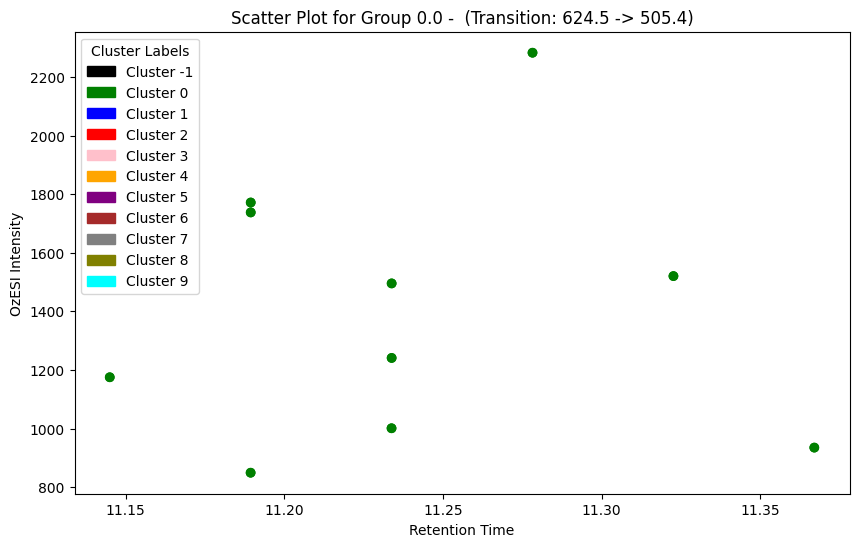 Scatter Plot for Group 0.0 -  (Transition: 624.5 -> 505.4)
Cluster Labels
Cluster -1
Cluster 0
Cluster 1
Cluster 2
Cluster 3
Cluster 4
Cluster 5
Cluster 6
Cluster 7
Cluster 8
Cluster 9
OzESI Intensity
2200
2000
1800
1600
1400
1200
1000
800
11.15
11.20
11.25
11.30
11.35
Retention Time